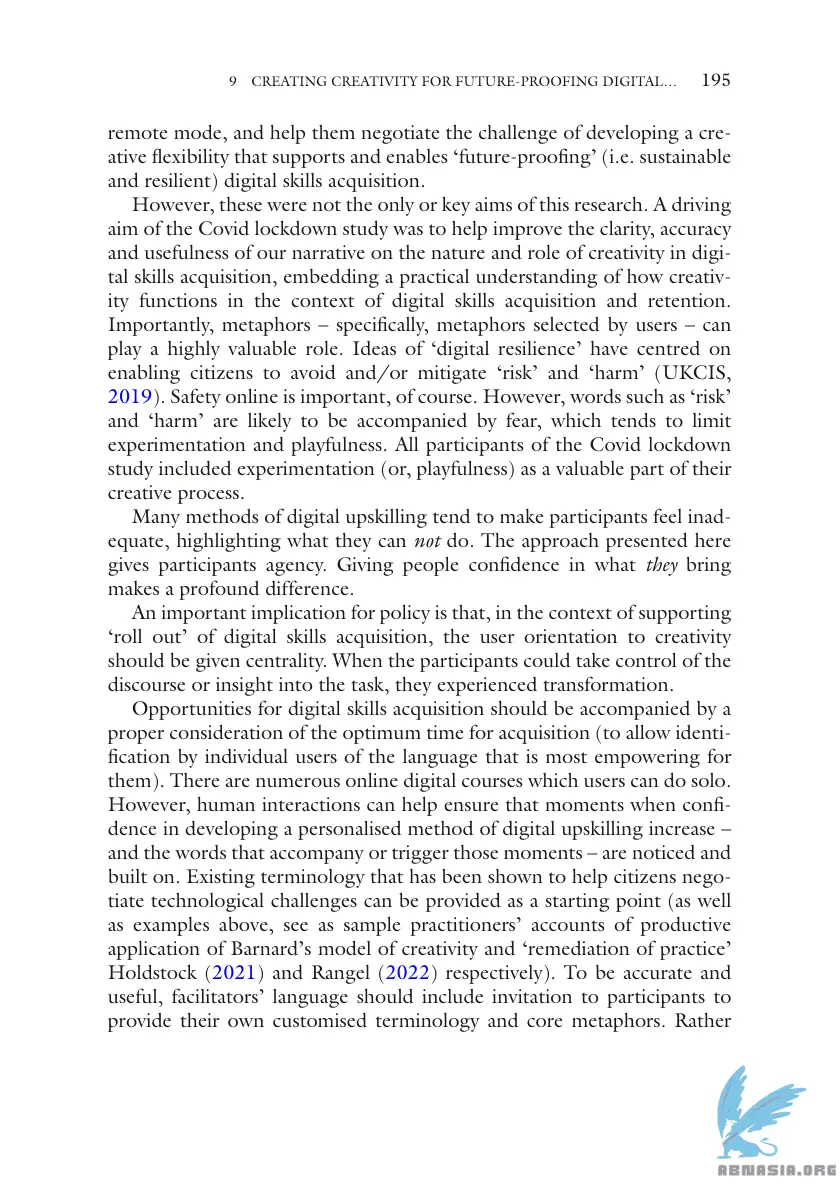 9 CREATING CREATIVITY FOR FUTURE-PROOFING DIGITAL… 195
remote mode, and help them negotiate the challenge of developing a cre-
ative flexibility that supports and enables ‘future-proofing’ (i.e. sustainable
and resilient) digital skills acquisition.
However, these were not the only or key aims of this research. A driving
aim of the Covid lockdown study was to help improve the clarity, accuracy
and usefulness of our narrative on the nature and role of creativity in digi-
tal skills acquisition, embedding a practical understanding of how creativ-
ity functions in the context of digital skills acquisition and retention.
Importantly, metaphors – specifically, metaphors selected by users – can
play a highly valuable role. Ideas of ‘digital resilience’ have centred on
enabling citizens to avoid and/or mitigate ‘risk’ and ‘harm’ (UKCIS,
2019). Safety online is important, of course. However, words such as ‘risk’
and ‘harm’ are likely to be accompanied by fear, which tends to limit
experimentation and playfulness. All participants of the Covid lockdown
study included experimentation (or, playfulness) as a valuable part of their
creative process.
Many methods of digital upskilling tend to make participants feel inad-
equate, highlighting what they can not do. The approach presented here
gives participants agency. Giving people confidence in what they bring
makes a profound difference.
An important implication for policy is that, in the context of supporting
‘roll out’ of digital skills acquisition, the user orientation to creativity
should be given centrality. When the participants could take control of the
discourse or insight into the task, they experienced transformation.
Opportunities for digital skills acquisition should be accompanied by a
proper consideration of the optimum time for acquisition (to allow identi-
fication by individual users of the language that is most empowering for
them). There are numerous online digital courses which users can do solo.
However, human interactions can help ensure that moments when confi-
dence in developing a personalised method of digital upskilling increase –
and the words that accompany or trigger those moments – are noticed and
built on. Existing terminology that has been shown to help citizens nego-
tiate technological challenges can be provided as a starting point (as well
as examples above, see as sample practitioners’ accounts of productive
application of Barnard’s model of creativity and ‘remediation of practice’
Holdstock (2021) and Rangel (2022) respectively). To be accurate and
useful, facilitators’ language should include invitation to participants to
provide their own customised terminology and core metaphors. Rather
ABNASIA.ORG